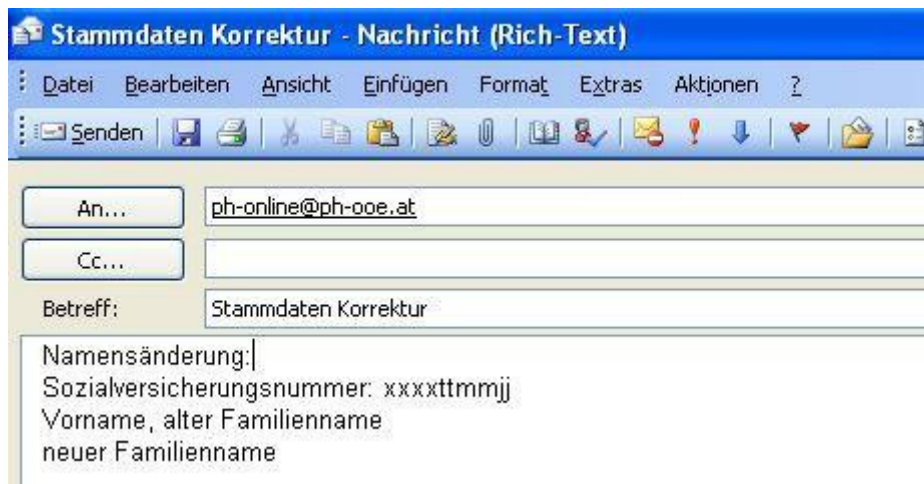 Stammdaten Korrektur - Nachricht (Rich-Text)
Datei Bearbeiten Ansicht Einfügen Format Extras Aktionen ?
Senden
An... ph-online@ph-ooe.at
Cc...
Betreff: Stammdaten Korrektur
Namensänderung:
Sozialversicherungsnummer: xxxxttmmjj
Vorname, alter Familienname
neuer Familienname